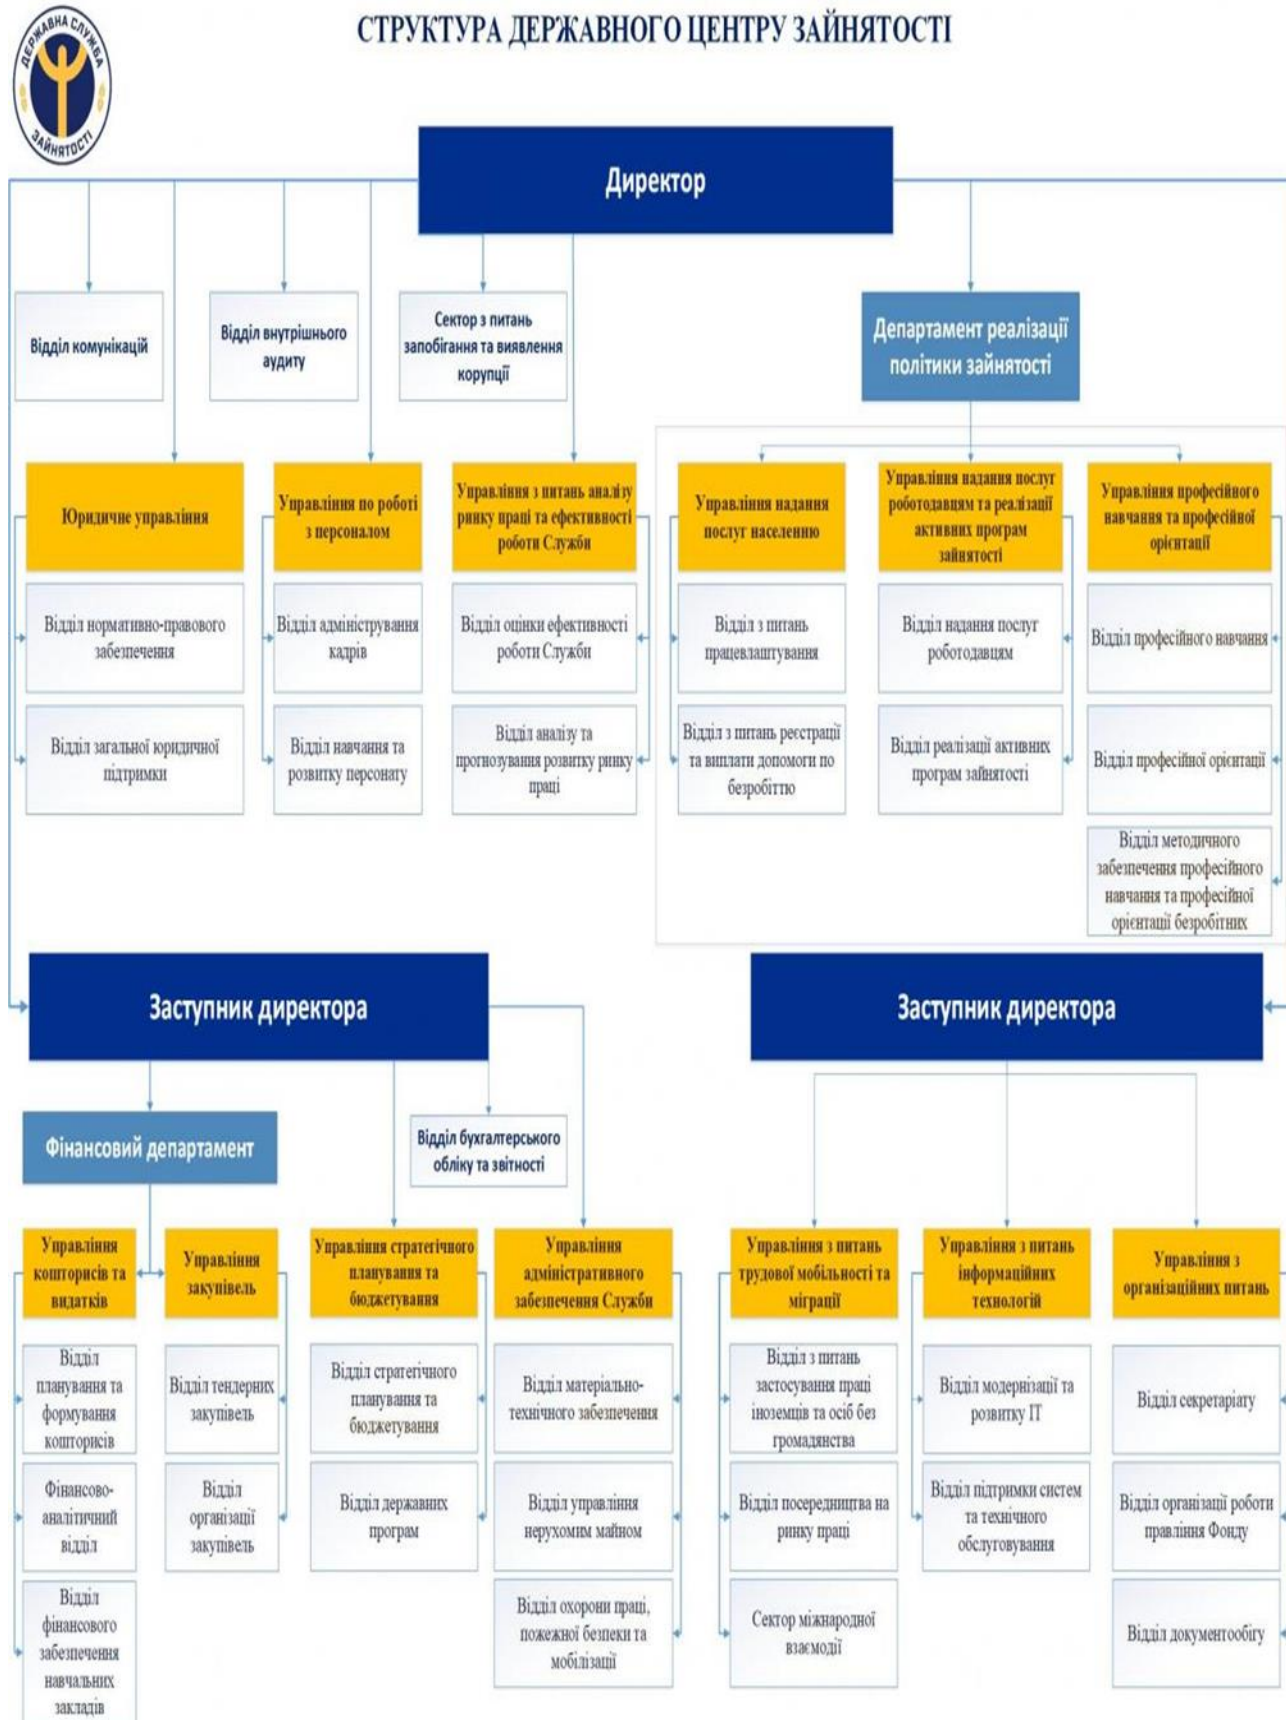 СТРУКТУРА ДЕРЖАВНОГО ЦЕНТРУ ЗАЙНЯТОСТІ
ДЕРЖАВНА СЛУЖБА
ЗАЙНЯТОСТІ
Директор
Відділ комунікацій
Відділ внутрішнього
аудиту
Сектор з питань
запобігання та виявлення
корупції
Департамент реалізації
політики зайнятості
Юридичне управління
Управління по роботі
з персоналом
Управління з питань аналізу
ринку праці та ефективності
роботи Служби
Управління надання
послуг населенню
Управління надання послуг
роботодавцям та реалізації
активних програм
зайнятості
Управління професійного
навчання та професійної
орієнтації
Відділ нормативно-правового
забезпечення
Відділ адміністрування
кадрів
Відділ оцінки ефективності
роботи Служби
Відділ з питань
працевлаштування
Відділ надання послуг
роботодавцям
Відділ професійного навчання
Відділ загальної юридичної
підтримки
Відділ навчання та
розвитку персоналу
Відділ аналізу та
прогнозування розвитку ринку
праці
Відділ з питань реєстрації
та виплати допомоги по
безробіттю
Відділ реалізації активних
програм зайнятості
Відділ професійної орієнтації
Відділ методичного
забезпечення професійного
навчання та професійної
орієнтації безробітних
Заступник директора
Заступник директора
Фінансовий департамент
Відділ бухгалтерського
обліку та звітності
Управління
кошторисів та
видатків
Управління
закупівель
Управління стратегічного
планування та
бюджетування
Управління
адміністративного
забезпечення Служби
Управління з питань
трудової мобільності та
міграції
Управління з питань
інформаційних
технологій
Управління з
організаційних питань
Відділ
планування та
формування
кошторисів
Відділ тендерних
закупівель
Відділ стратегічного
планування та
бюджетування
Відділ матеріально-
технічного забезпечення
Відділ з питань
застосування праці
іноземців та осіб без
громадянства
Відділ модернізації та
розвитку ІТ
Відділ секретаріату
Фінансово-
аналітичний
відділ
Відділ
організації
закупівель
Відділ державних
програм
Відділ управління
нерухомим майном
Відділ посередництва на
ринку праці
Відділ підтримки систем
та технічного
обслуговування
Відділ організації роботи
правління Фонду
Відділ
фінансового
забезпечення
навчальних
закладів
Відділ охорони праці,
пожежної безпеки та
мобілізації
Сектор міжнародної
взаємодії
Відділ документообігу